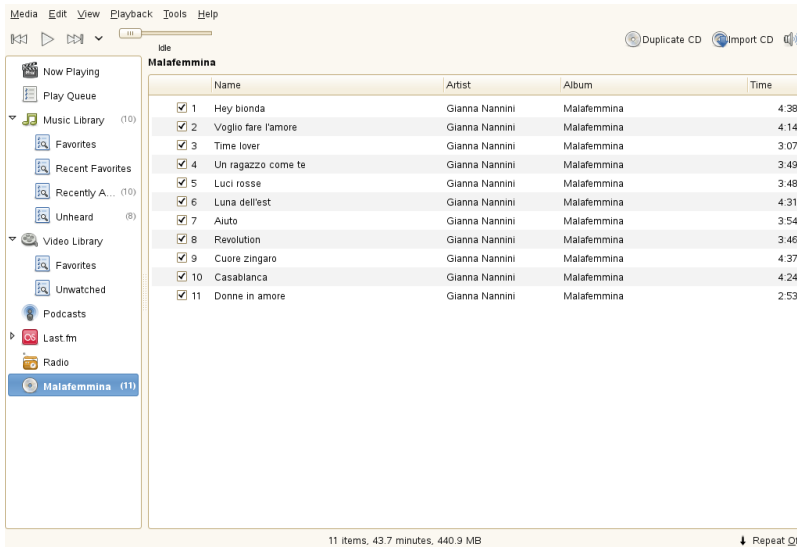 Media Edit View Playback Tools Help
Idle
Duplicate CD Import CD
Malafemmina
Now Playing
Play Queue
Music Library (10)
Favorites
Recent Favorites
Recently A... (10)
Unheard (8)
Video Library
Favorites
Unwatched
Podcasts
Last.fm
Radio
Malafemmina (11)
Name Artist Album Time
1 Hey bionda Gianna Nannini Malafemmina 4:38
2 Voglio fare l'amore Gianna Nannini Malafemmina 4:14
3 Time lover Gianna Nannini Malafemmina 3:07
4 Un ragazzo come te Gianna Nannini Malafemmina 3:49
5 Luci rosse Gianna Nannini Malafemmina 3:48
6 Luna dell'est Gianna Nannini Malafemmina 4:31
7 Aiuto Gianna Nannini Malafemmina 3:54
8 Revolution Gianna Nannini Malafemmina 3:46
9 Cuore zingaro Gianna Nannini Malafemmina 4:37
10 Casablanca Gianna Nannini Malafemmina 4:24
11 Donne in amore Gianna Nannini Malafemmina 2:53
11 items, 43.7 minutes, 440.9 MB
Repeat